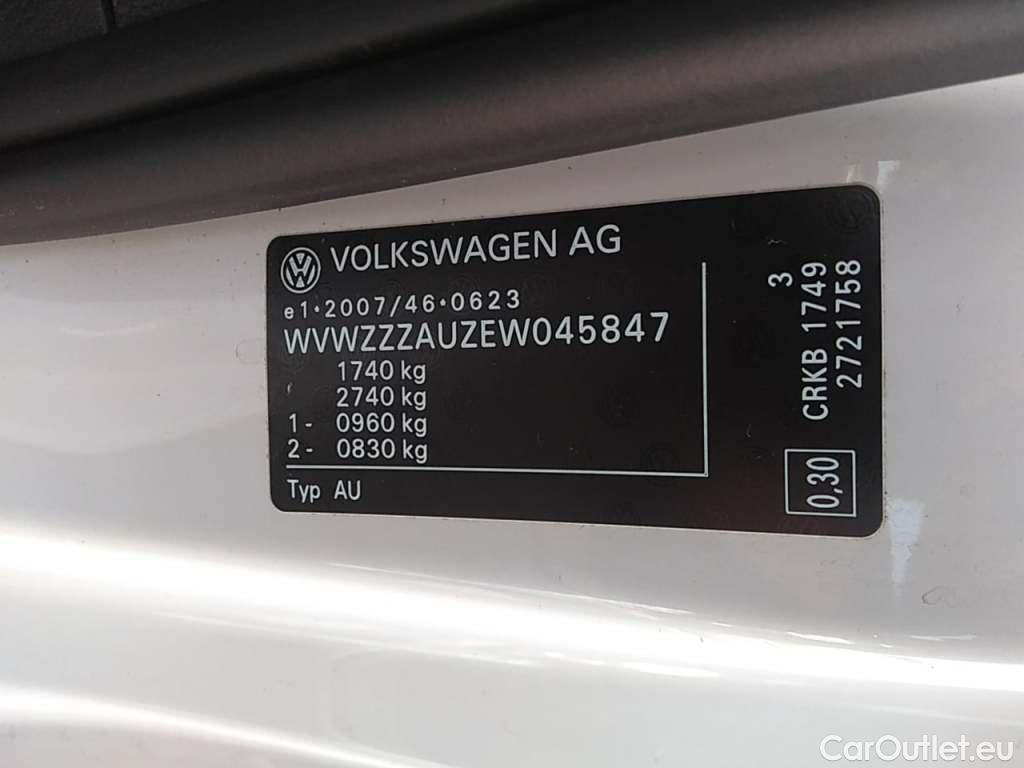 VOLKSWAGEN AG
e1*2007/46*0623
WVWZZZAUZEW045847
1740 kg
2740 kg
1- 0960 kg
2- 0830 kg
Typ AU
3
CRKB 1749
2721758
0,30
CarOutlet.eu